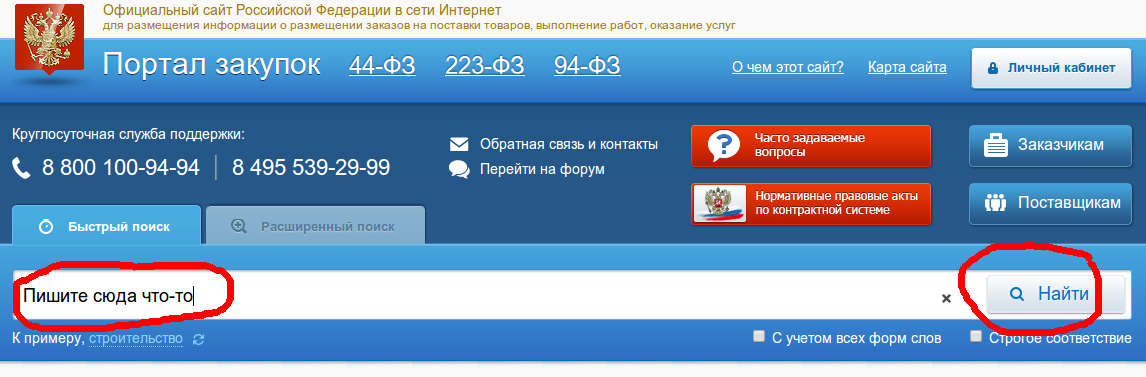 Официальный сайт Российской Федерации в сети Интернет
для размещения информации о размещении заказов на поставки товаров, выполнение работ, оказание услуг
Портал закупок 44-ФЗ 223-ФЗ 94-ФЗ О чем этот сайт? Карта сайта Личный кабинет
Круглосуточная служба поддержки:
8 800 100-94-94 8 495 539-29-99
Обратная связь и контакты
Перейти на форум
Часто задаваемые
вопросы
Нормативные правовые акты
по контрактной системе
Заказчикам
Поставщикам
Быстрый поиск Расширенный поиск
Пишите сюда что-то × Найти
К примеру, строительство С учетом всех форм слов Строгое соответствие